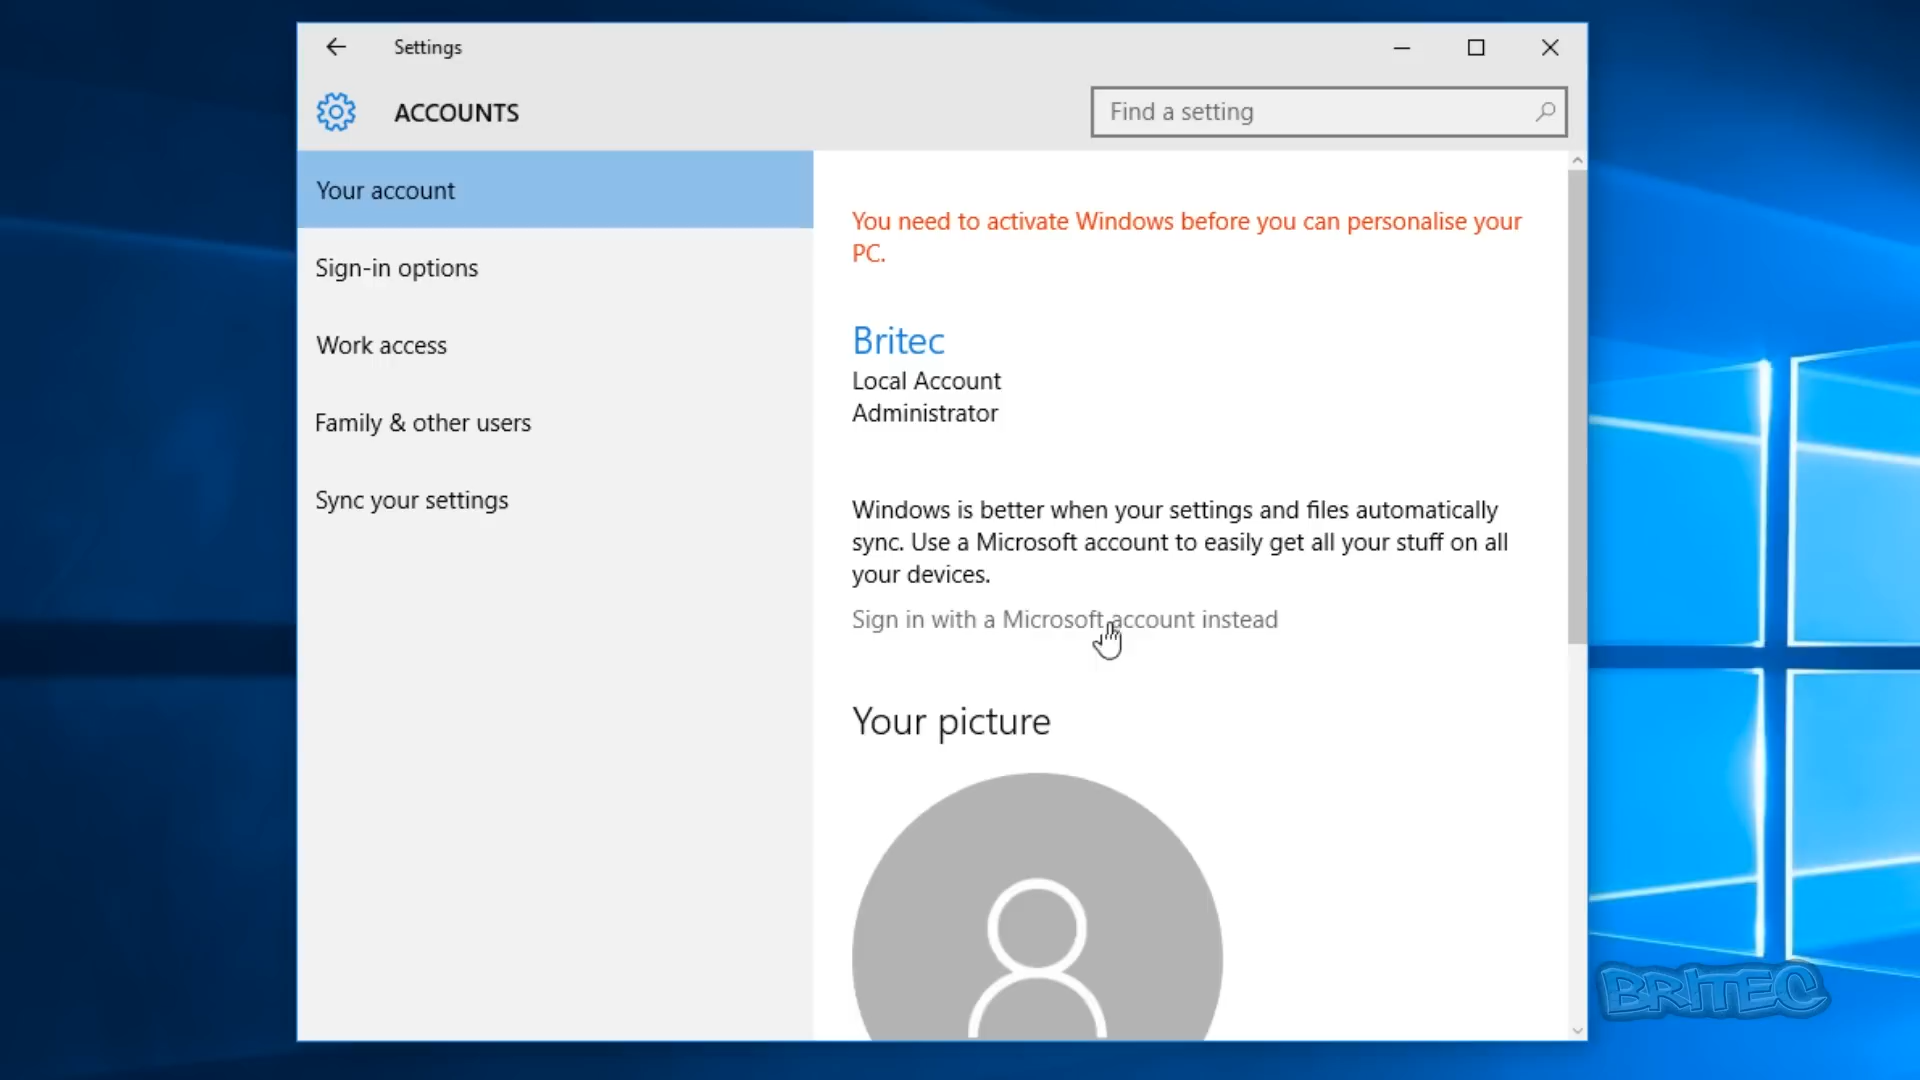 Settings
ACCOUNTS
Find a setting
Your account
Sign-in options
Work access
Family & other users
Sync your settings
You need to activate Windows before you can personalise your
PC.
Britec
Local Account
Administrator
Windows is better when your settings and files automatically
sync. Use a Microsoft account to easily get all your stuff on all
your devices.
Sign in with a Microsoft account instead
Your picture
BRITEC